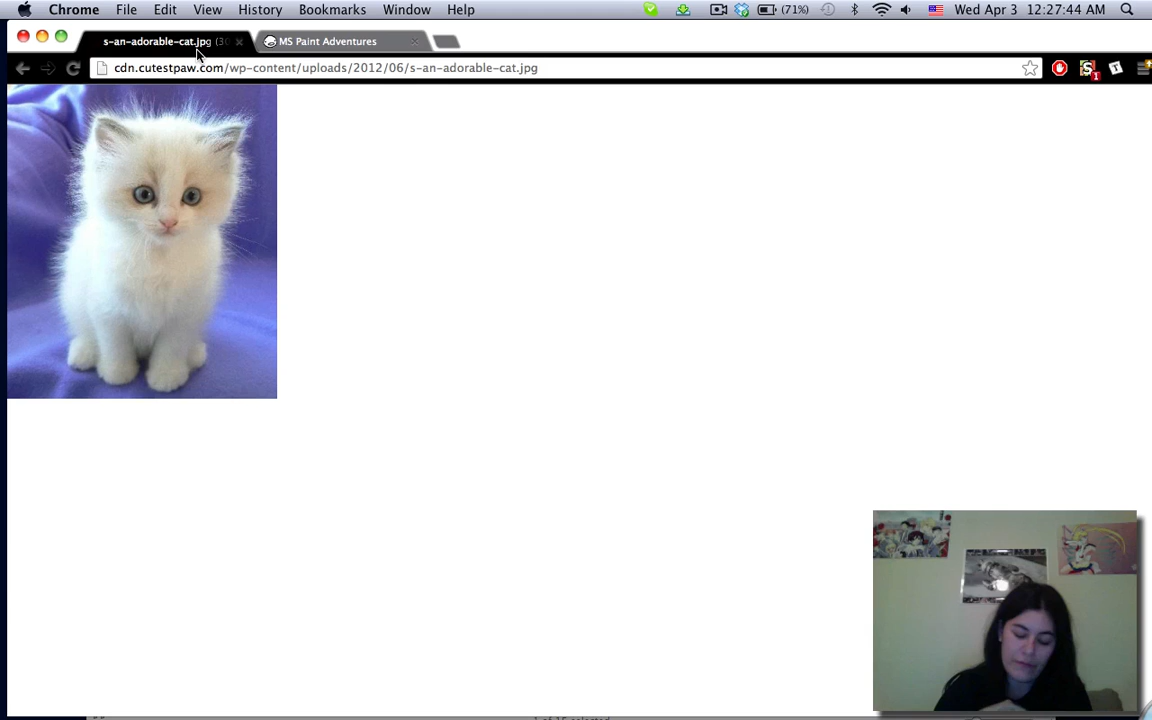 Chrome File Edit View History Bookmarks Window Help (71%) Wed Apr 3 12:27:44 AM
s-an-adorable-cat.jpg (30 MS Paint Adventures
cdn.cutestpaw.com/wp-content/uploads/2012/06/s-an-adorable-cat.jpg